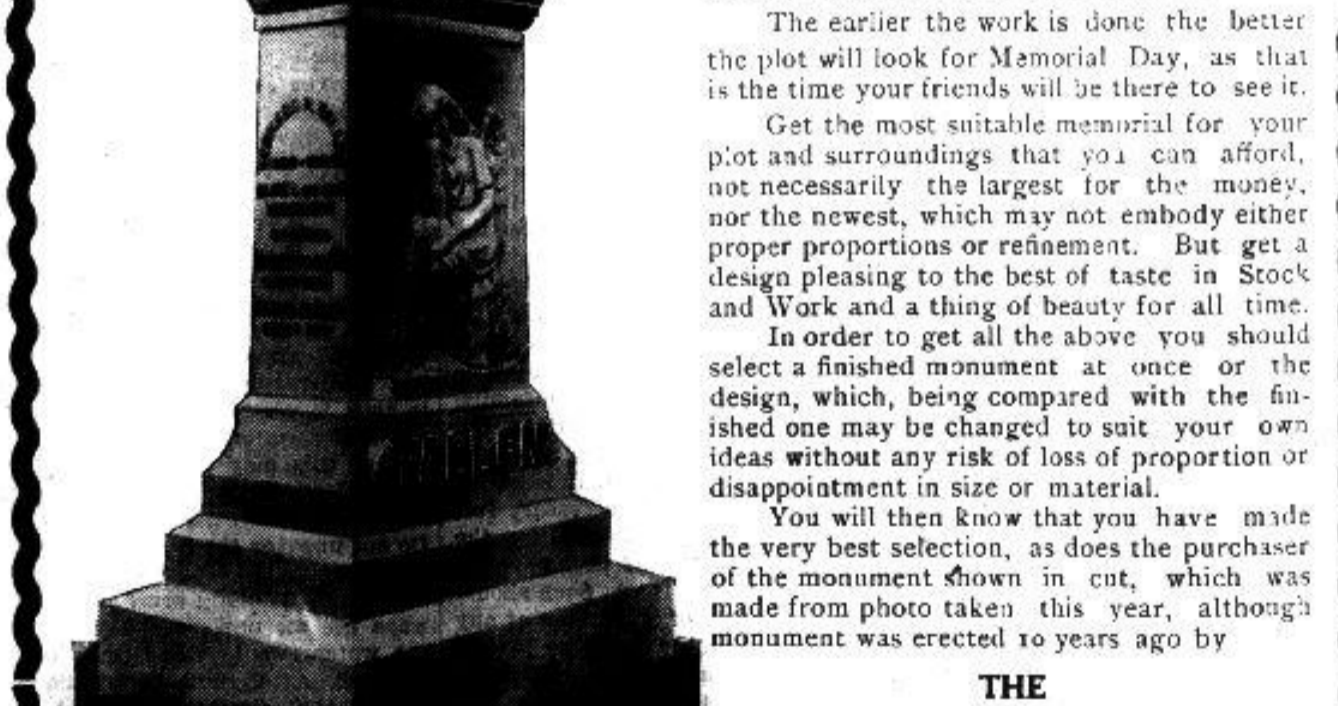 The earlier the work is done the better
the plot will look for Memorial Day, as that
is the time your friends will be there to see it.
Get the most suitable memorial for your
plot and surroundings that you can afford,
not necessarily the largest for the money,
nor the newest, which may not embody either
proper proportions or refinement. But get a
design pleasing to the best of taste in Stock
and Work and a thing of beauty for all time.
In order to get all the above you should
select a finished monument at once or the
design, which, being compared with the fin-
ished one may be changed to suit your own
ideas without any risk of loss of proportion or
disappointment in size or material.
You will then know that you have made
the very best selection, as does the purchaser
of the monument shown in cut, which was
made from photo taken this year, although
monument was erected 10 years ago by
THE